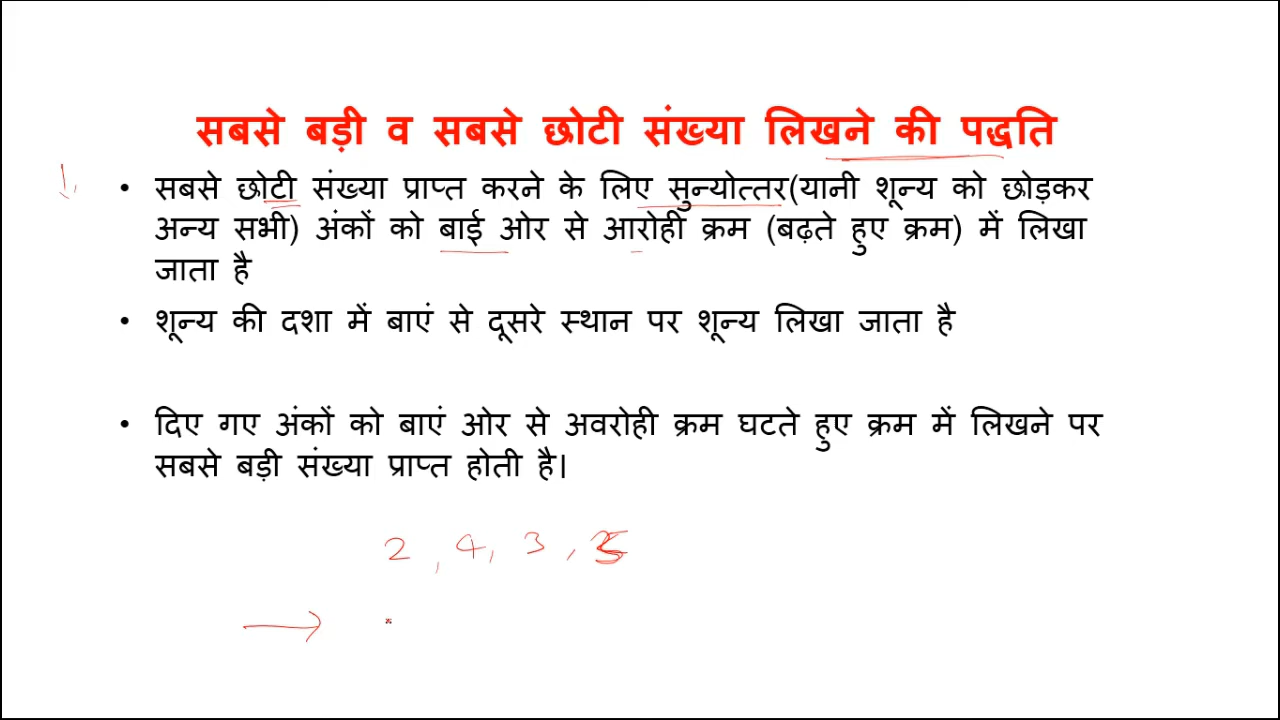 सबसे बड़ी व सबसे छोटी संख्या लिखने की पद्धति
• सबसे छोटी संख्या प्राप्त करने के लिए सुन्योत्तर(यानी शून्य को छोड़कर
अन्य सभी) अंकों को बाई ओर से आरोही क्रम (बढ़ते हुए क्रम) में लिखा
जाता है
• शून्य की दशा में बाएं से दूसरे स्थान पर शून्य लिखा जाता है
• दिए गए अंकों को बाएं ओर से अवरोही क्रम घटते हुए क्रम में लिखने पर
सबसे बड़ी संख्या प्राप्त होती है।
2, 4, 3, 5